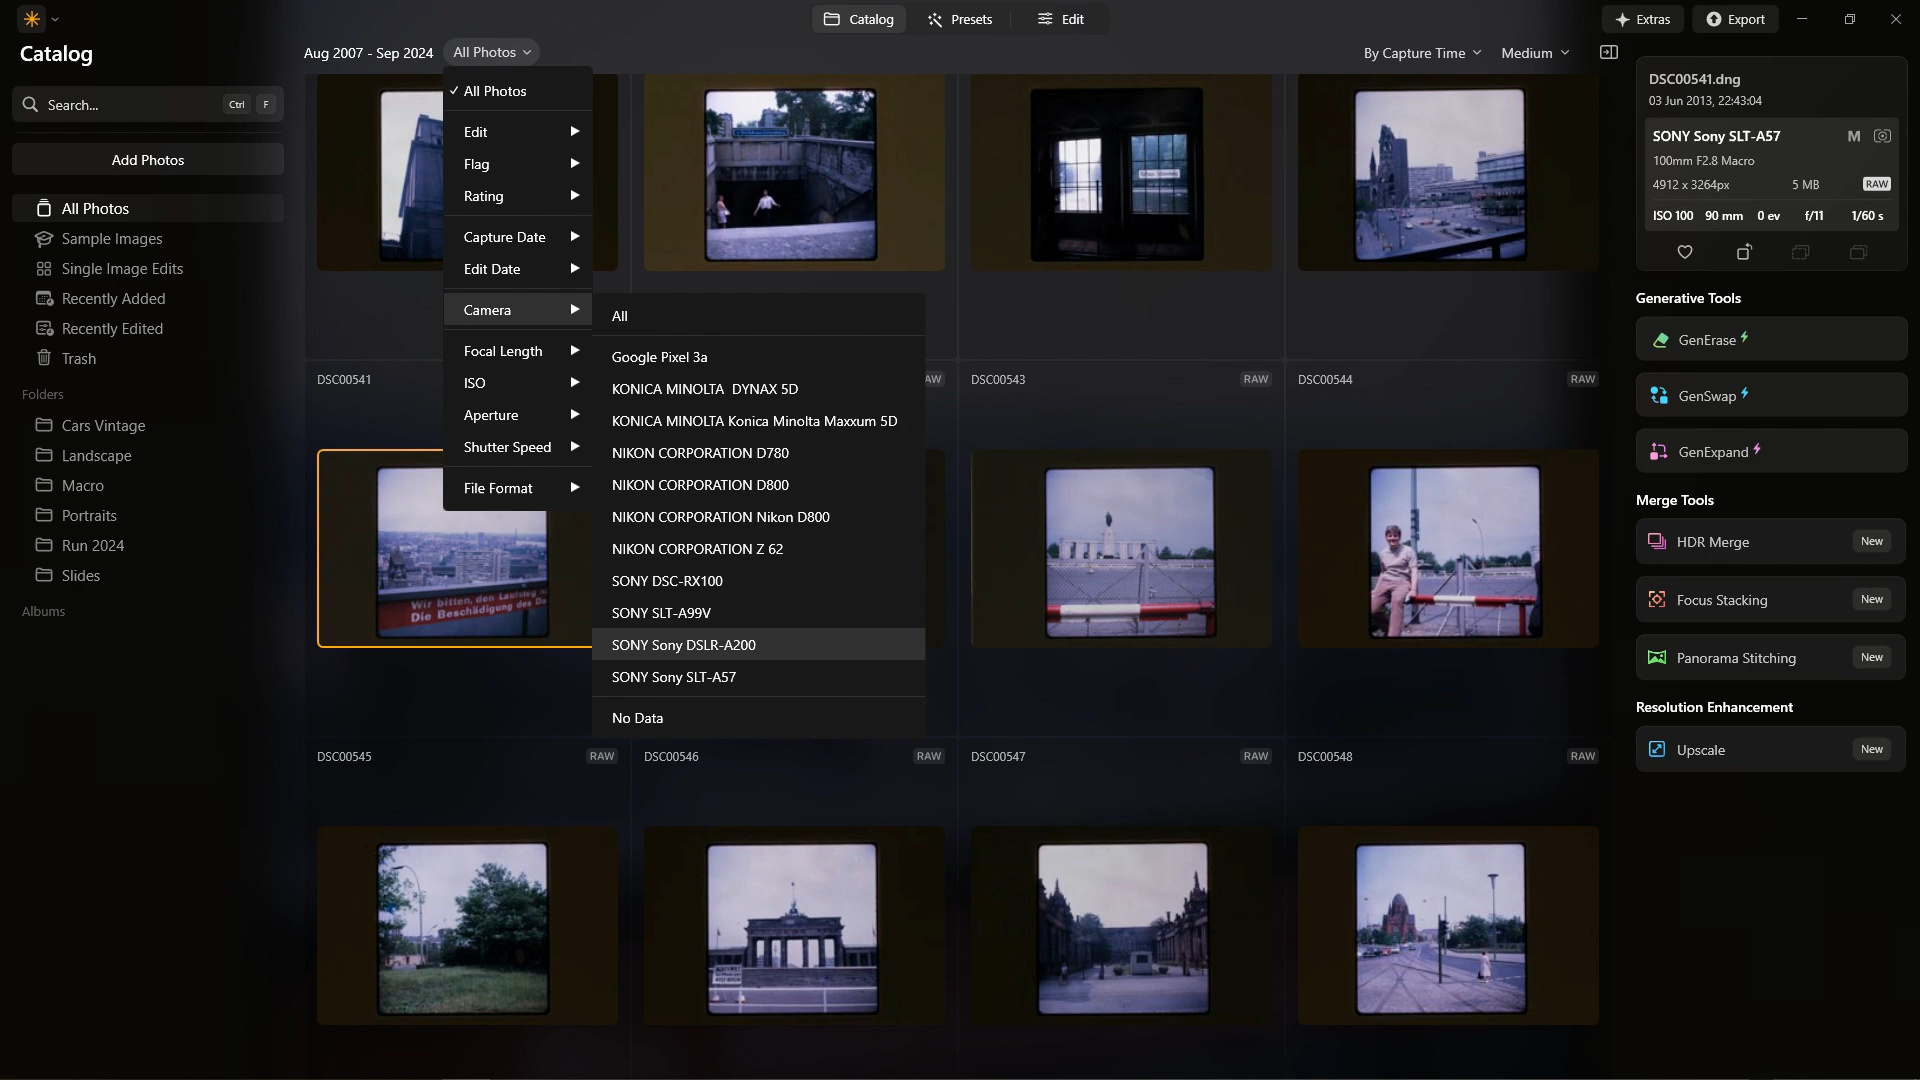 Catalog
Presets
Edit
Extras
Export
Catalog
Aug 2007 - Sep 2024
All Photos
By Capture Time
Medium
Search...
Ctrl
F
Add Photos
All Photos
Sample Images
Single Image Edits
Recently Added
Recently Edited
Trash
Folders
Cars Vintage
Landscape
Macro
Portraits
Run 2024
Slides
Albums
✓ All Photos
Edit
Flag
Rating
Capture Date
Edit Date
Camera
Focal Length
ISO
Aperture
Shutter Speed
File Format
All
Google Pixel 3a
KONICA MINOLTA  DYNAX 5D
KONICA MINOLTA Konica Minolta Maxxum 5D
NIKON CORPORATION D780
NIKON CORPORATION D800
NIKON CORPORATION Nikon D800
NIKON CORPORATION Z 62
SONY DSC-RX100
SONY SLT-A99V
SONY Sony DSLR-A200
SONY Sony SLT-A57
No Data
DSC00541
DSC00543
RAW
DSC00544
RAW
Wir bitten, den
Die Beschädigung des
DSC00545
RAW
DSC00546
RAW
DSC00547
RAW
DSC00548
RAW
DSC00541.dng
03 Jun 2013, 22:43:04
SONY Sony SLT-A57
M
100mm F2.8 Macro
4912 x 3264px
5 MB
RAW
ISO 100
90 mm
0 ev
f/11
1/60 s
Generative Tools
GenErase
GenSwap
GenExpand
Merge Tools
HDR Merge
New
Focus Stacking
New
Panorama Stitching
New
Resolution Enhancement
Upscale
New